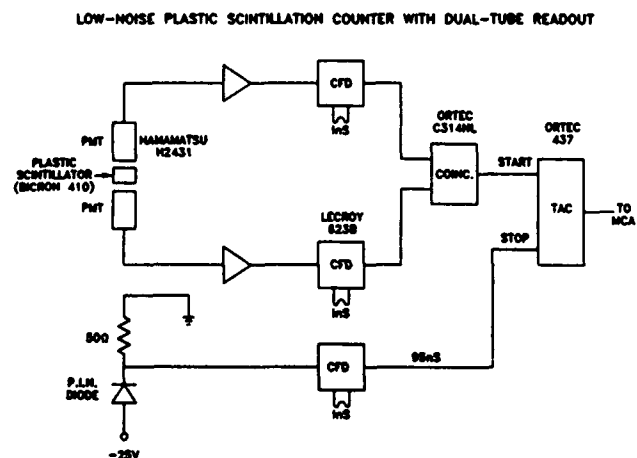 LOW-NOISE PLASTIC SCINTILLATION COUNTER WITH DUAL-TUBE READOUT
CFD
1nS
ORTEC
C314NL
ORTEC
437
PMT
HAMAMATSU
H2431
PLASTIC
SCINTILLATOR
(BICRON 410)
PMT
COINC.
START
TAC
TO
MCA
STOP
LECROY
623B
CFD
1nS
50Ω
P.I.N.
DIODE
CFD
1nS
95nS
-25V